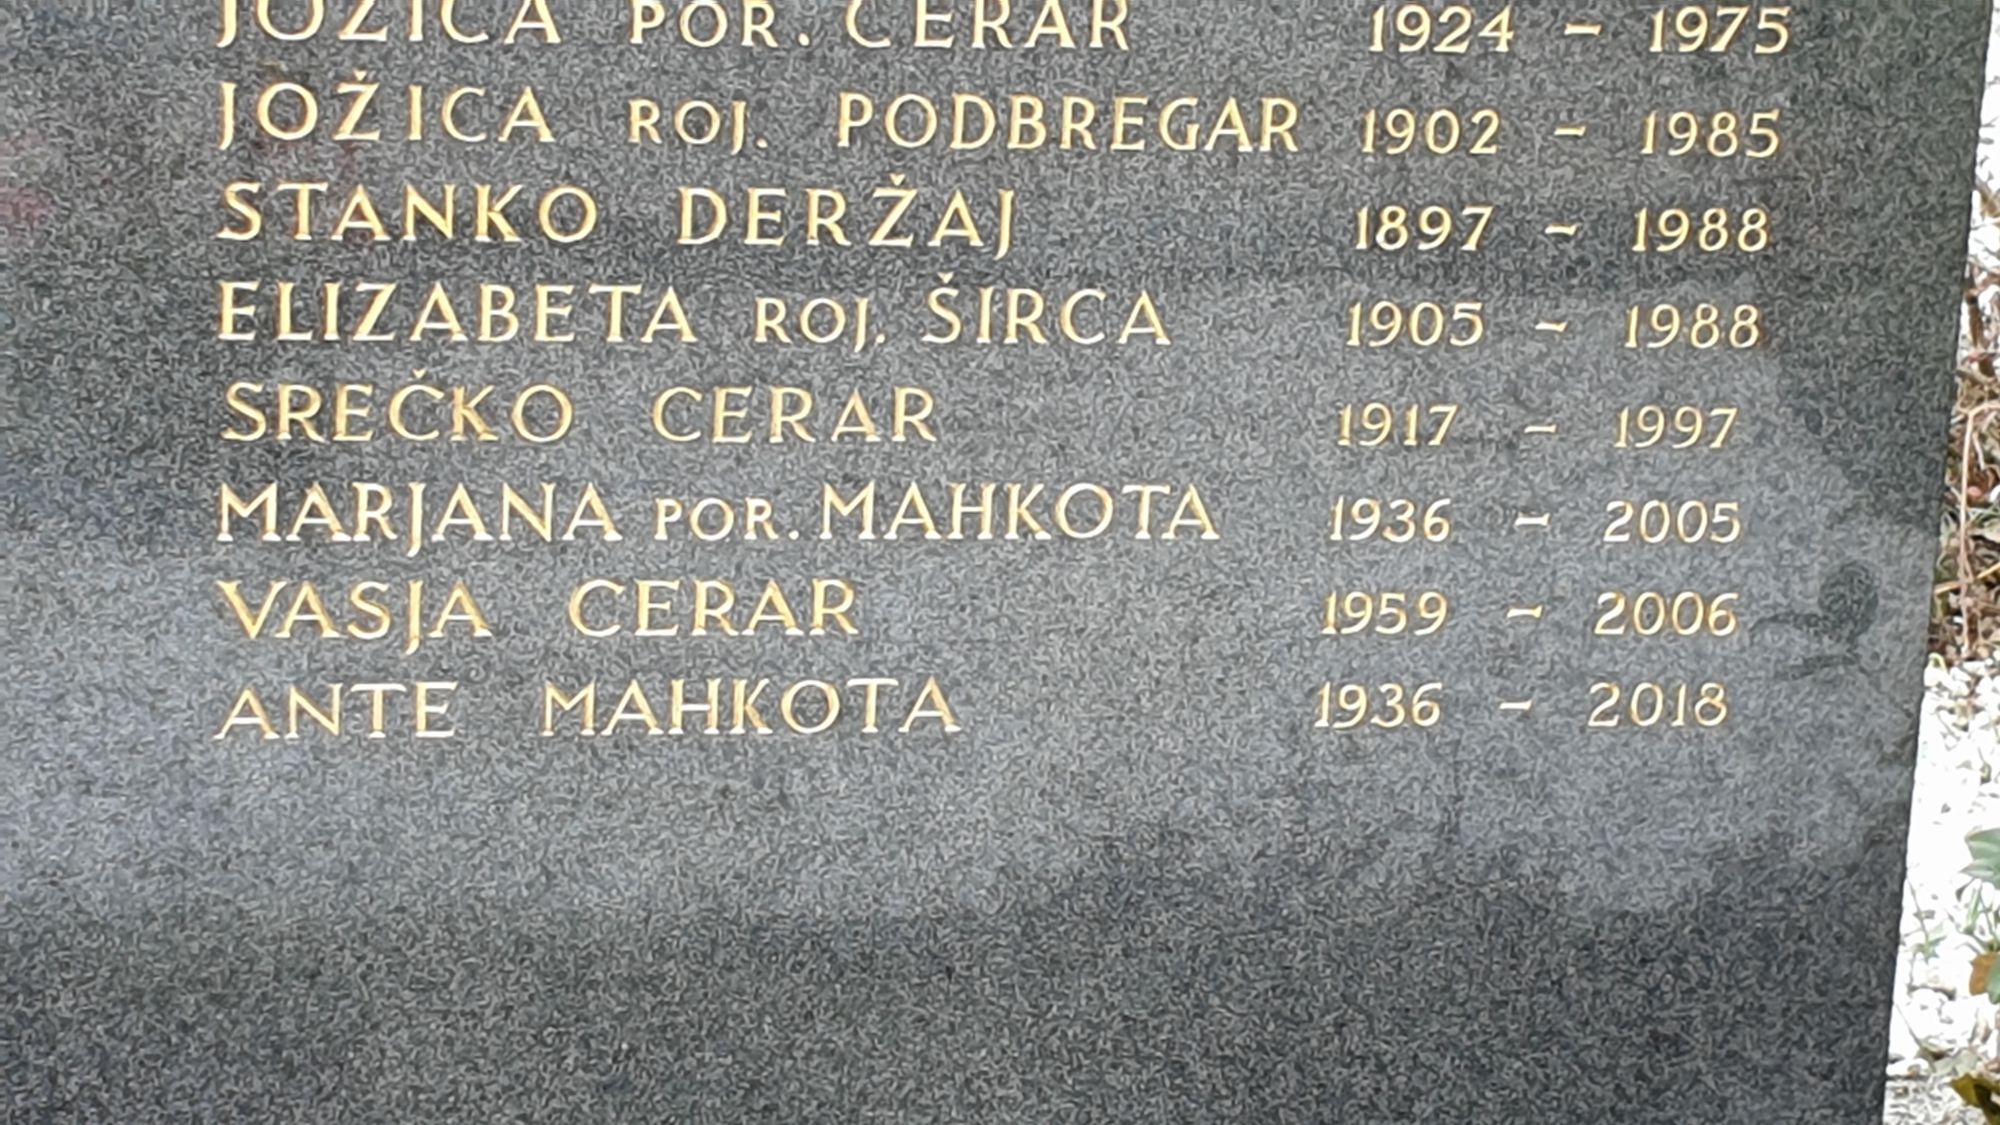 JOŽICA POR. CERAR 1924 - 1975
JOŽICA ROJ. PODBREGAR 1902 - 1985
STANKO DERŽAJ 1897 - 1988
ELIZABETA ROJ. ŠIRCA 1905 - 1988
SREČKO CERAR 1917 - 1997
MARJANA POR. MAHKOTA 1936 - 2005
VASJA CERAR 1959 - 2006
ANTE MAHKOTA 1936 - 2018